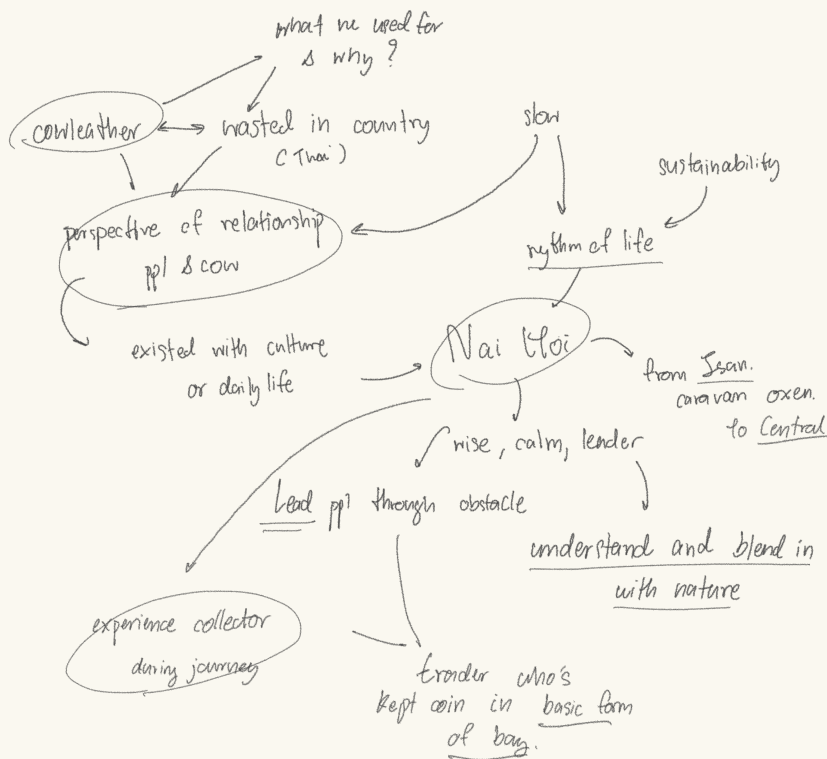 what we used for
& why?
cowleather
wasted in country
(Thai)
slow
sustainability
perspective of relationship
ppl & cow
rythm of life
existed with culture
or daily life
Nai Hoi
from Isan.
caravan oxen.
to Central
wise, calm, leader
Lead ppl through obstacle
understand and blend in
with nature
experience collector
during journey
trader who's
kept coin in basic form
of bag.